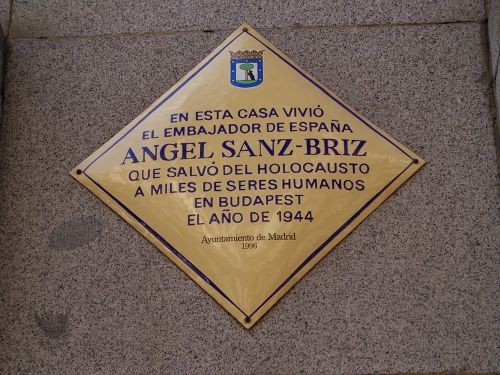 EN ESTA CASA VIVIÓ
EL EMBAJADOR DE ESPAÑA
ANGEL SANZ-BRIZ
QUE SALVÓ DEL HOLOCAUSTO
A MILES DE SERES HUMANOS
EN BUDAPEST
EL AÑO DE 1944
Ayuntamiento de Madrid
1996